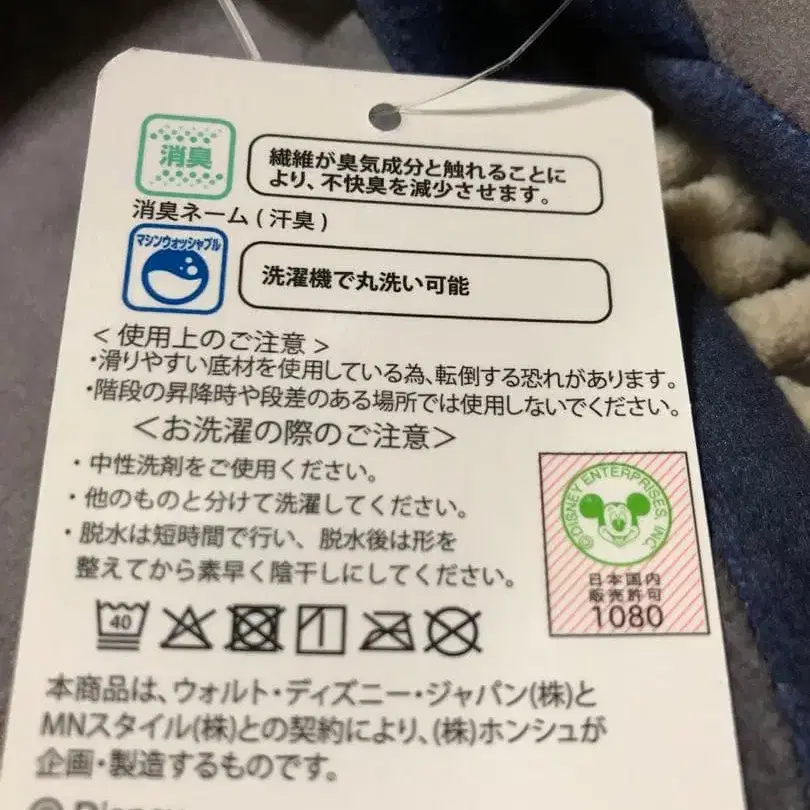 消臭
繊維が臭気成分と触れることに
より、不快臭を減少させます。
消臭ネーム(汗臭)
マシンウォッシャブル
洗濯機で丸洗い可能
<使用上のご注意>
・滑りやすい底材を使用している為、転倒する恐れがあります。
・階段の昇降時や段差のある場所では使用しないでください。
<お洗濯の際のご注意>
・中性洗剤をご使用ください。
・他のものと分けて洗濯してください。
・脱水は短時間で行い、脱水後は形を
整えてから素早く陰干しにしてください。
©DISNEY ENTERPRISES, INC
日本国内
販売許可
1080
40
本商品は、ウォルト・ディズニー・ジャパン(株)と
MNスタイル(株)との契約により、(株)ホンシュが
企画・製造するものです。
© Disney